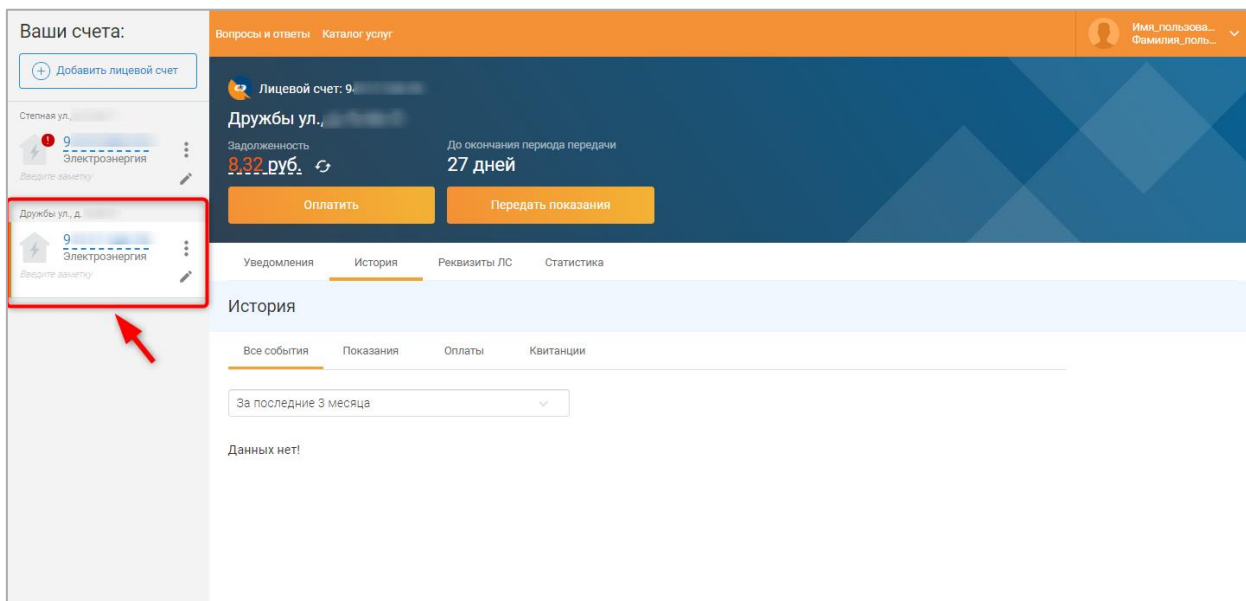 Ваши счета:
Добавить лицевой счет
Степная ул.,
9
Электроэнергия
Введите заметку
Дружбы ул., д.
9
Электроэнергия
Введите заметку
Вопросы и ответы Каталог услуг
Имя_пользова...
Фамилия_поль...
Лицевой счет: 9
Дружбы ул.,
Задолженность
8,32 руб.
До окончания периода передачи
27 дней
Оплатить
Передать показания
Уведомления История Реквизиты ЛС Статистика
История
Все события Показания Оплаты Квитанции
За последние 3 месяца
Данных нет!